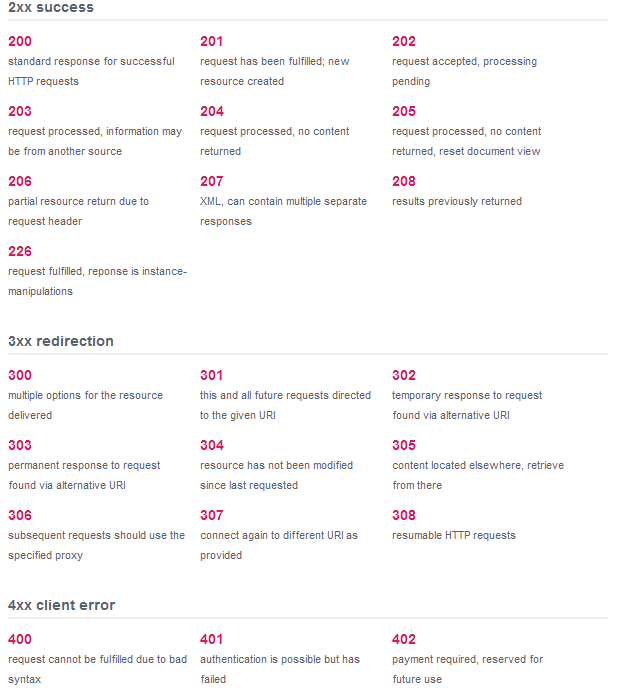 2xx success
200
standard response for successful
HTTP requests
201
request has been fulfilled; new
resource created
202
request accepted, processing
pending
203
request processed, information may
be from another source
204
request processed, no content
returned
205
request processed, no content
returned, reset document view
206
partial resource return due to
request header
207
XML, can contain multiple separate
responses
208
results previously returned
226
request fulfilled, reponse is instance-
manipulations
3xx redirection
300
multiple options for the resource
delivered
301
this and all future requests directed
to the given URI
302
temporary response to request
found via alternative URI
303
permanent response to request
found via alternative URI
304
resource has not been modified
since last requested
305
content located elsewhere, retrieve
from there
306
subsequent requests should use the
specified proxy
307
connect again to different URI as
provided
308
resumable HTTP requests
4xx client error
400
request cannot be fulfilled due to bad
syntax
401
authentication is possible but has
failed
402
payment required, reserved for
future use